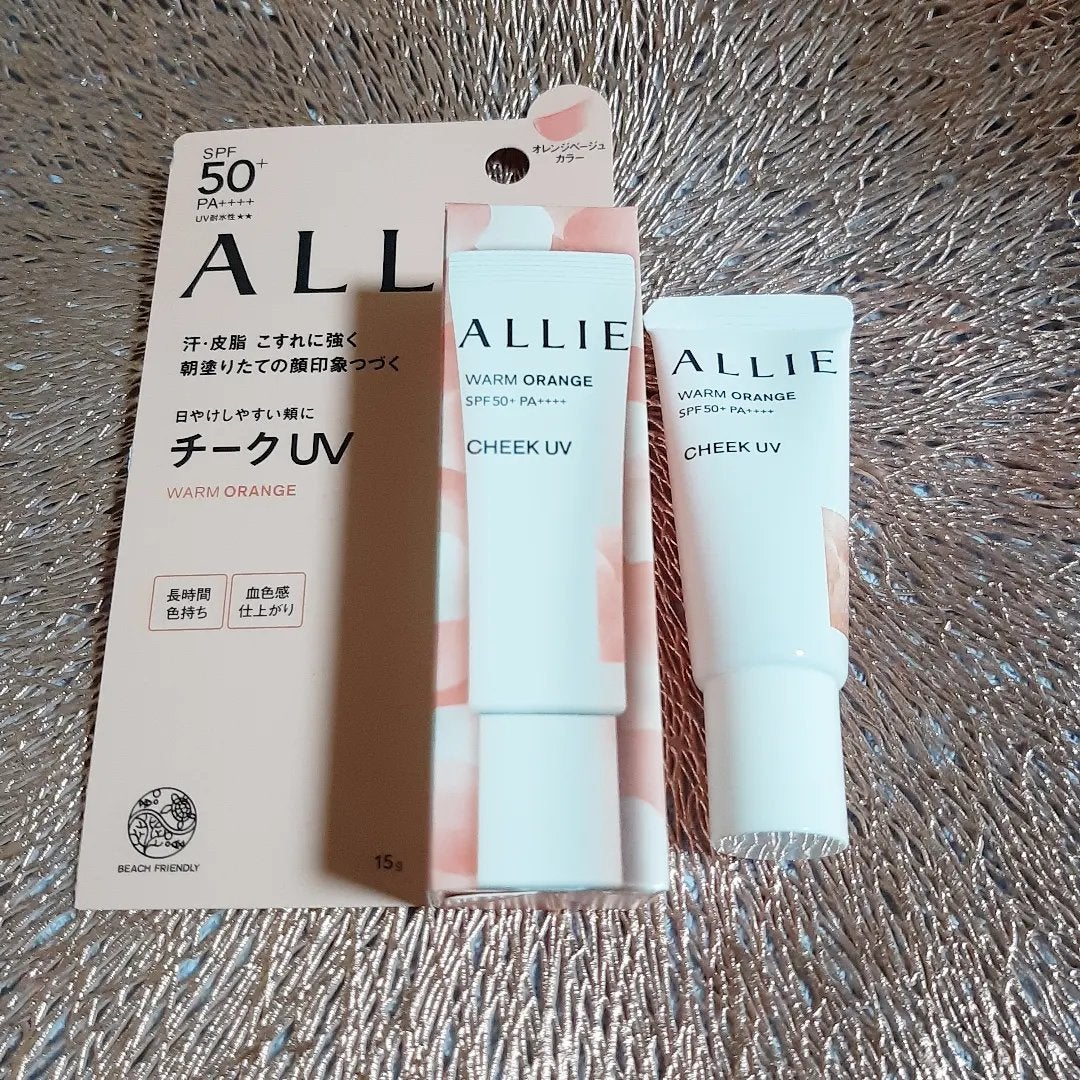 SPF
50+
PA++++
UV耐水性★★
オレンジベージュ
カラー
ALL
汗・皮脂 こすれに強く
朝塗りたての顔印象つづく
日やけしやすい頬に
チークUV
WARM ORANGE
長時間
色持ち
血色感
仕上がり
BEACH FRIENDLY
15g
ALLIE
WARM ORANGE
SPF50+ PA++++
CHEEK UV
ALLIE
WARM ORANGE
SPF50+ PA++++
CHEEK UV